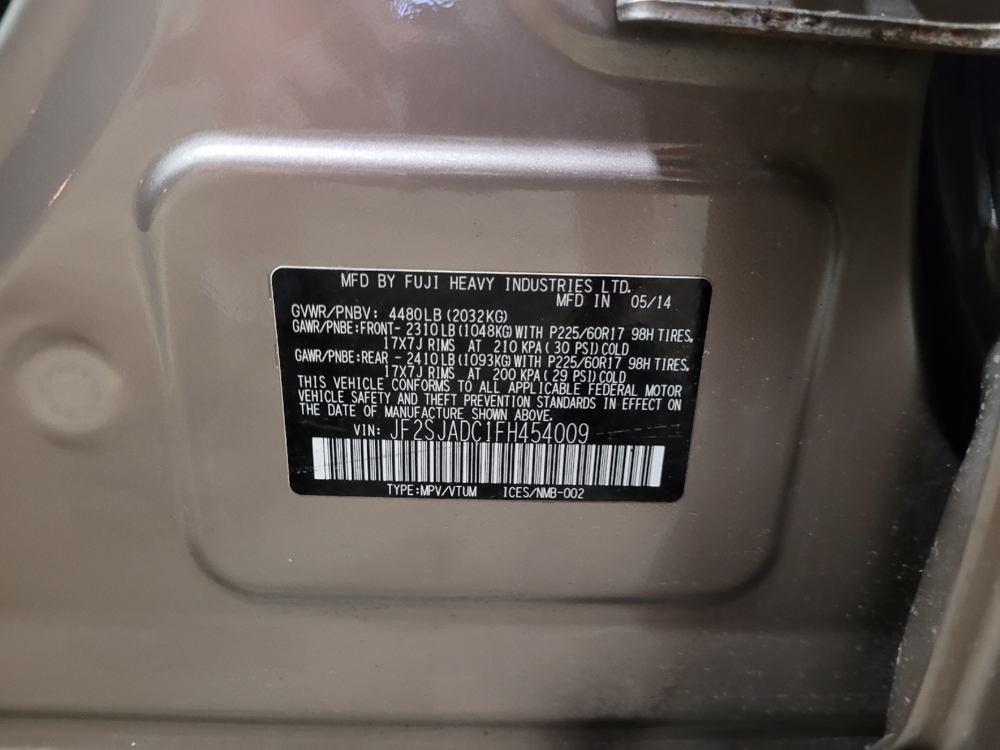 MFD BY FUJI HEAVY INDUSTRIES LTD.
MFD IN 05/14
GVWR/PNBV: 4480LB (2032KG)
GAWR/PNBE:FRONT- 2310LB(1048KG)WITH P225/60R17 98H TIRES,
17X7J RIMS AT 210 KPA(30 PSI)COLD
GAWR/PNBE:REAR - 2410LB(1093KG)WITH P225/60R17 98H TIRES,
17X7J RIMS AT 200 KPA(29 PSI)COLD
THIS VEHICLE CONFORMS TO ALL APPLICABLE FEDERAL MOTOR
VEHICLE SAFETY AND THEFT PREVENTION STANDARDS IN EFFECT ON
THE DATE OF MANUFACTURE SHOWN ABOVE.
VIN: JF2SJADC1FH454009
TYPE:MPV/VTUM ICES/NMB-002